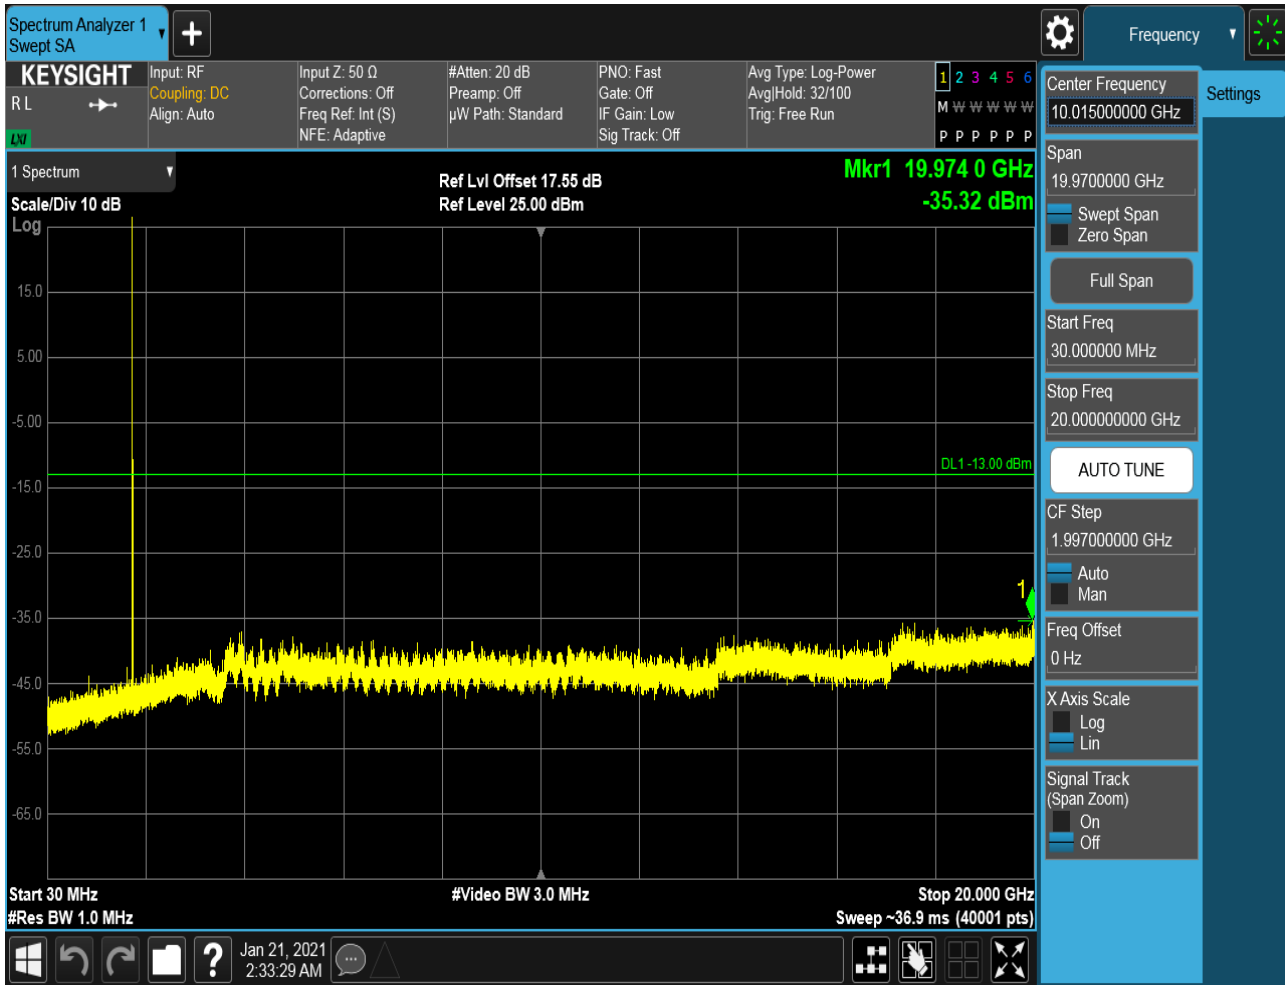 Spectrum Analyzer 1
Swept SA
+
Frequency
KEYSIGHT
R L
LXI
Input: RF
Coupling: DC
Align: Auto
Input Z: 50 Ω
Corrections: Off
Freq Ref: Int (S)
NFE: Adaptive
#Atten: 20 dB
Preamp: Off
µW Path: Standard
PNO: Fast
Gate: Off
IF Gain: Low
Sig Track: Off
Avg Type: Log-Power
Avg|Hold: 32/100
Trig: Free Run
1 2 3 4 5 6
M W W W W W
P P P P P P
1 Spectrum
Scale/Div 10 dB
Log
Ref Lvl Offset 17.55 dB
Ref Level 25.00 dBm
Mkr1 19.974 0 GHz
-35.32 dBm
15.0
5.00
-5.00
DL1 -13.00 dBm
-15.0
-25.0
1
-35.0
-45.0
-55.0
-65.0
Start 30 MHz
#Res BW 1.0 MHz
#Video BW 3.0 MHz
Stop 20.000 GHz
Sweep ~36.9 ms (40001 pts)
Center Frequency
10.015000000 GHz
Settings
Span
19.9700000 GHz
Swept Span
Zero Span
Full Span
Start Freq
30.000000 MHz
Stop Freq
20.000000000 GHz
AUTO TUNE
CF Step
1.997000000 GHz
Auto
Man
Freq Offset
0 Hz
X Axis Scale
Log
Lin
Signal Track
(Span Zoom)
On
Off
?
Jan 21, 2021
2:33:29 AM